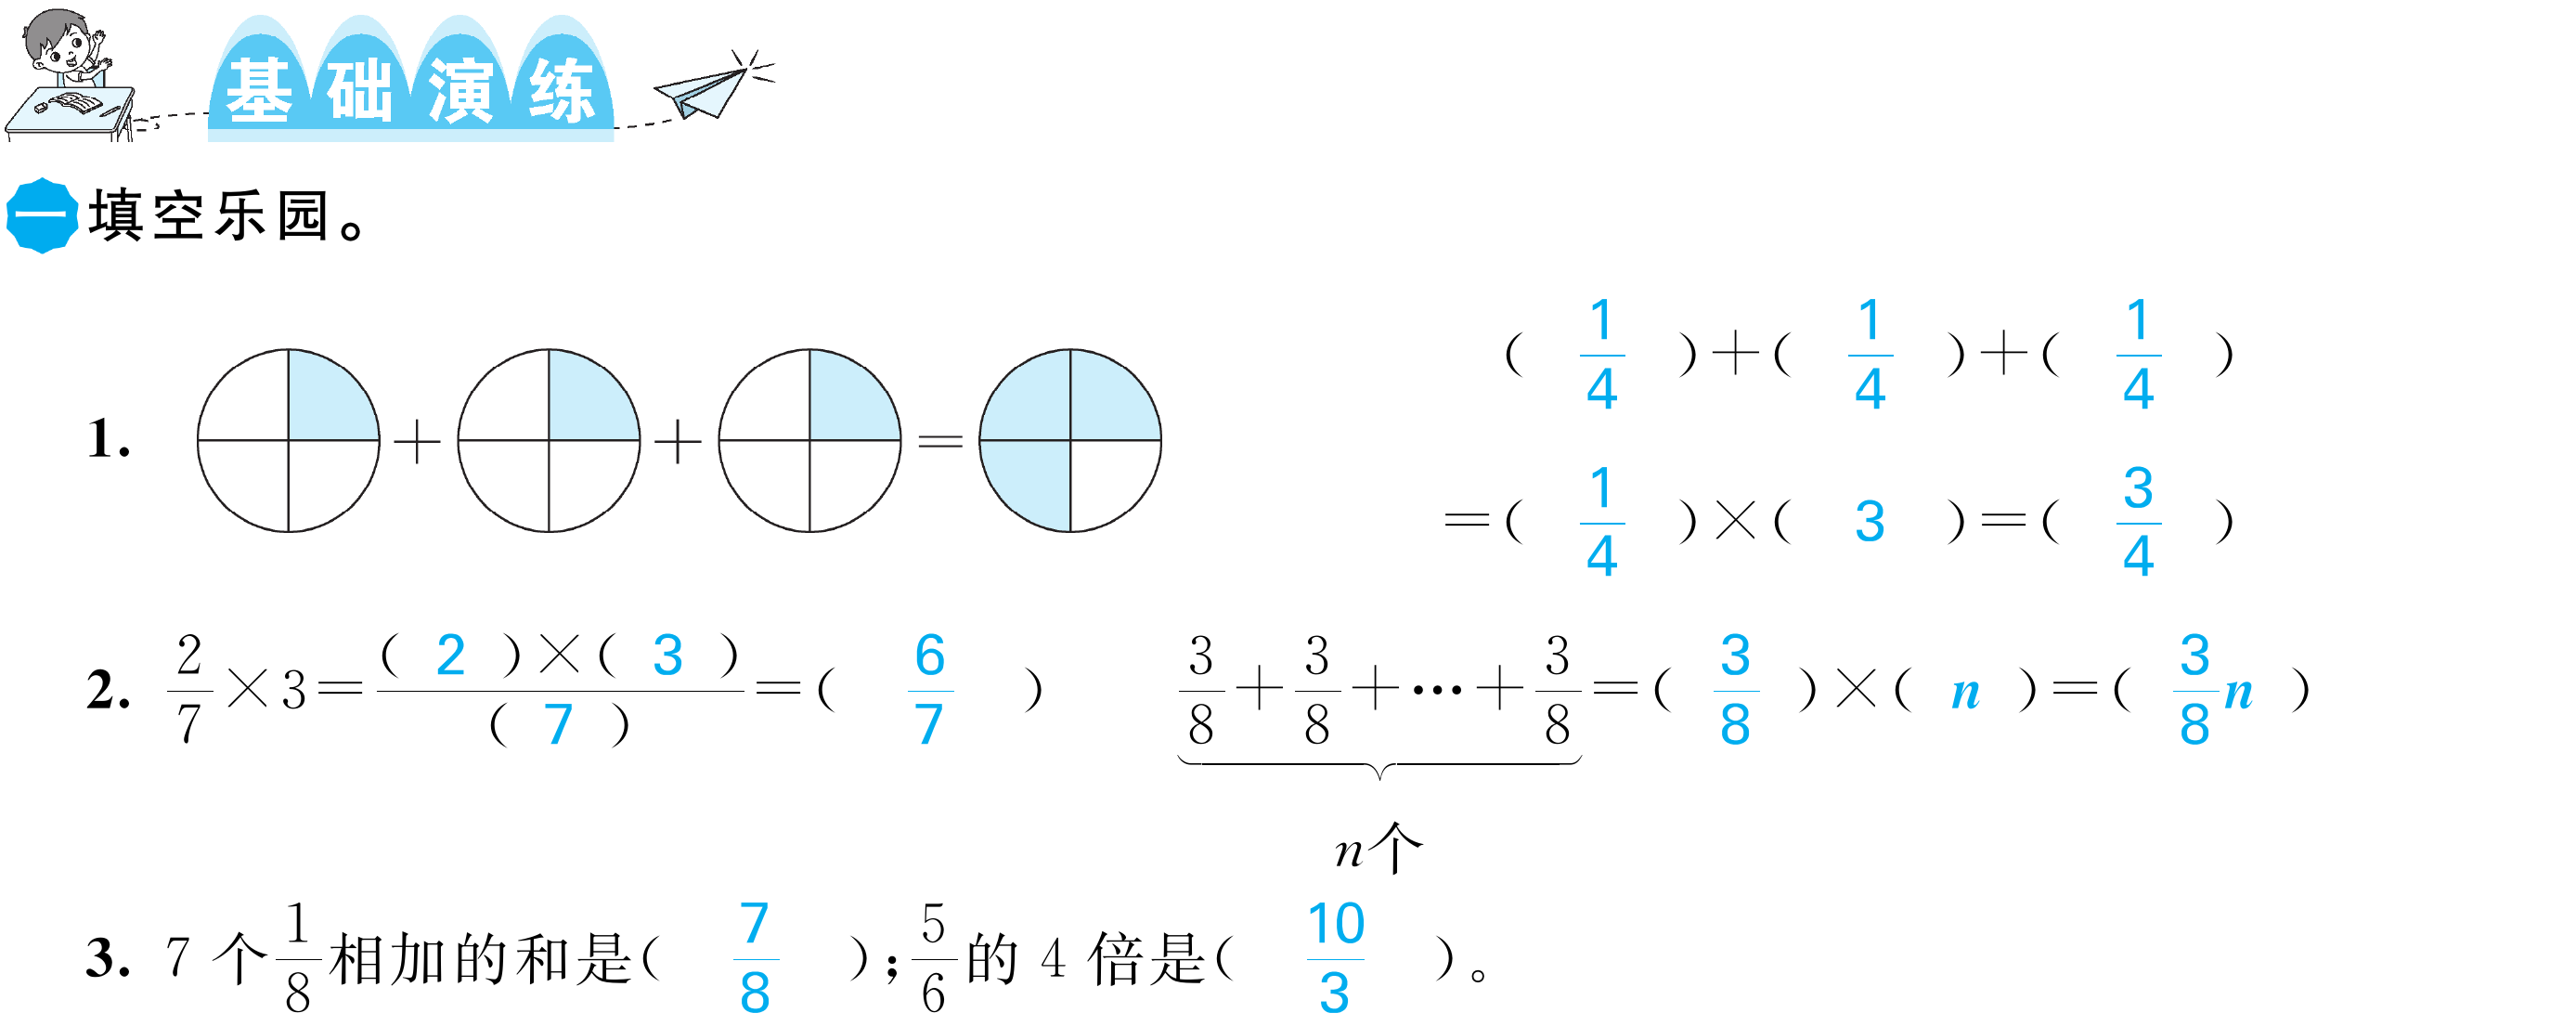 基础演练
一 填空乐园。
1. + + = ( 1/4 )+( 1/4 )+( 1/4 )
=( 1/4 )×( 3 )=( 3/4 )
2. 2/7×3=( 2 )×( 3 )/( 7 )=( 6/7 ) 3/8+3/8+···+3/8=( 3/8 )×( n )=( 3/8 n )
n个
3. 7个1/8相加的和是( 7/8 );5/6的4倍是( 10/3 )。